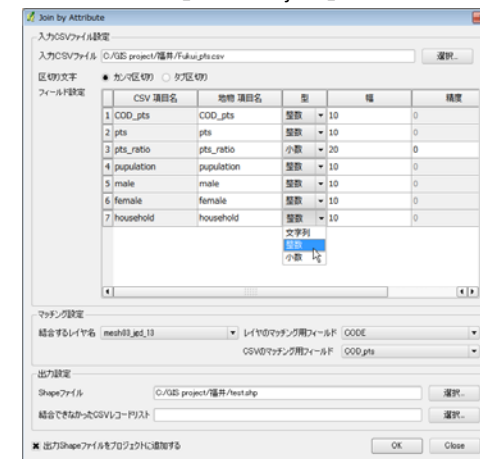 Join by Attribute
入力CSVファイル設定
入力CSVファイル C:/GIS project/福井/Fukui_pts.csv 選択...
区切り文字 カンマ区切り タブ区切り
フィールド設定
CSV 項目名 地物 項目名 型 幅 精度
1 COD_pts COD_pts 整数 10 0
2 pts pts 整数 10 0
3 pts_ratio pts_ratio 小数 20 0
4 pupulation pupulation 整数 10 0
5 male male 整数 10 0
6 female female 整数 10 0
7 household household 整数 10 0
文字列
整数
小数
マッチング設定
結合するレイヤ名 mesh03_jgd_13 レイヤのマッチング用フィールド CODE
CSVのマッチング用フィールド COD_pts
出力設定
Shapeファイル C:/GIS project/福井/test.shp 選択...
結合できなかったCSVレコードリスト 選択...
出力Shapeファイルをプロジェクトに追加する OK Close